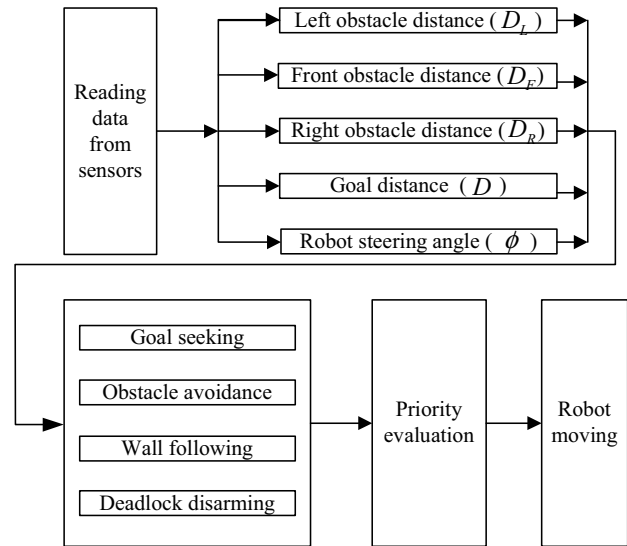 Reading
data
from
sensors
Left obstacle distance ( D_L )
Front obstacle distance ( D_F )
Right obstacle distance ( D_R )
Goal distance ( D )
Robot steering angle ( ϕ )
Goal seeking
Obstacle avoidance
Wall following
Deadlock disarming
Priority
evaluation
Robot
moving